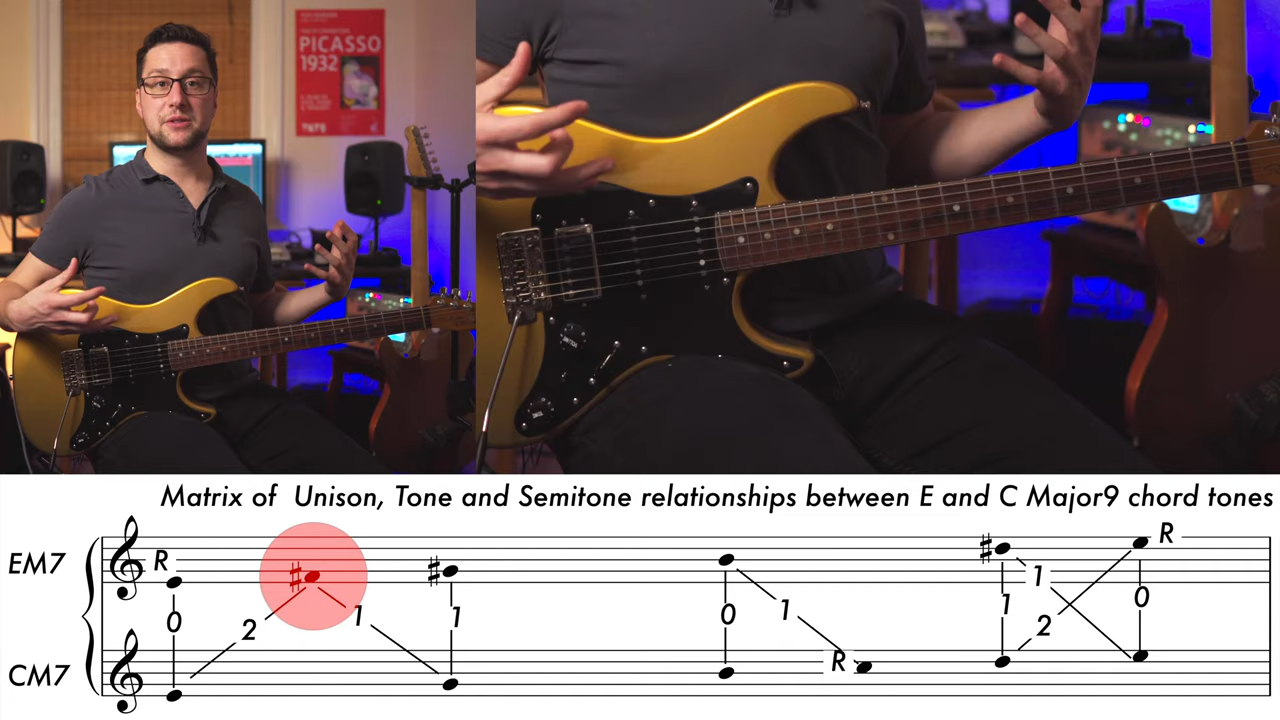 PICASSO
1932
TATE
Matrix of Unison, Tone and Semitone relationships between E and C Major9 chord tones
EM7
R
R
0
2
1
1
0
1
1
1
2
0
CM7
R